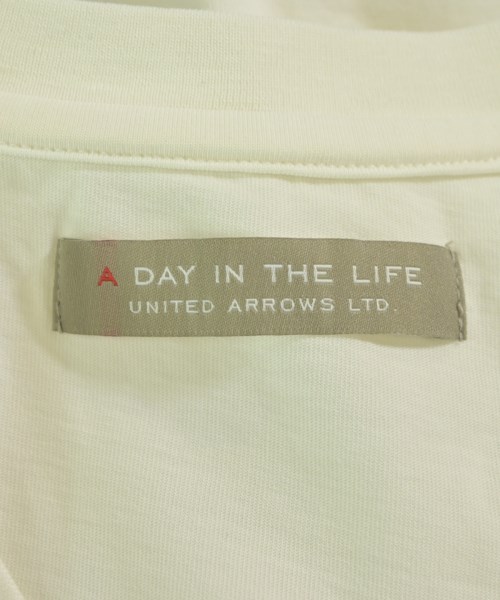 A DAY IN THE LIFE
UNITED ARROWS LTD.